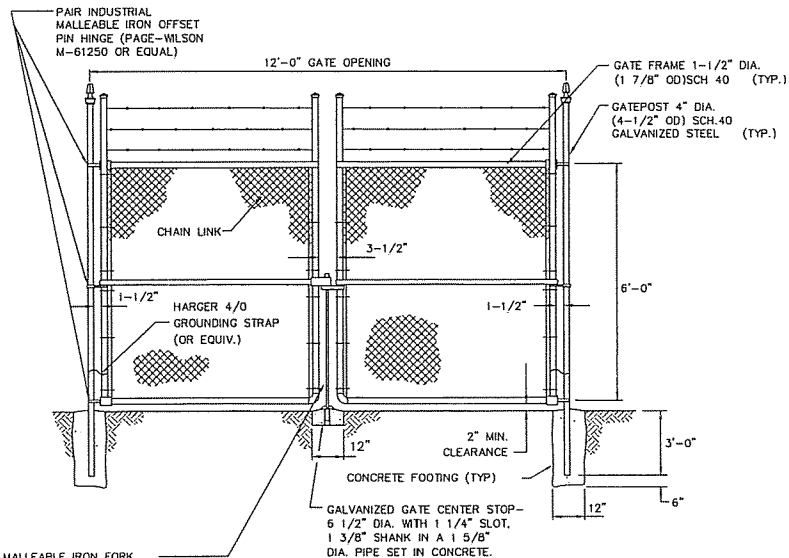 PAIR INDUSTRIAL
MALLEABLE IRON OFFSET
PIN HINGE (PAGE-WILSON
M-61250 OR EQUAL)
12'-0" GATE OPENING
GATE FRAME 1-1/2" DIA.
(1 7/8" OD)SCH 40 (TYP.)
GATEPOST 4" DIA.
(4-1/2" OD) SCH.40
GALVANIZED STEEL (TYP.)
CHAIN LINK
3-1/2"
1-1/2"
HARGER 4/0
GROUNDING STRAP
(OR EQUIV.)
1-1/2"
6'-0"
12"
2" MIN.
CLEARANCE
3'-0"
CONCRETE FOOTING (TYP)
6"
12"
GALVANIZED GATE CENTER STOP-
6 1/2" DIA. WITH 1 1/4" SLOT,
1 3/8" SHANK IN A 1 5/8"
DIA. PIPE SET IN CONCRETE.
MALLEABLE IRON FORK